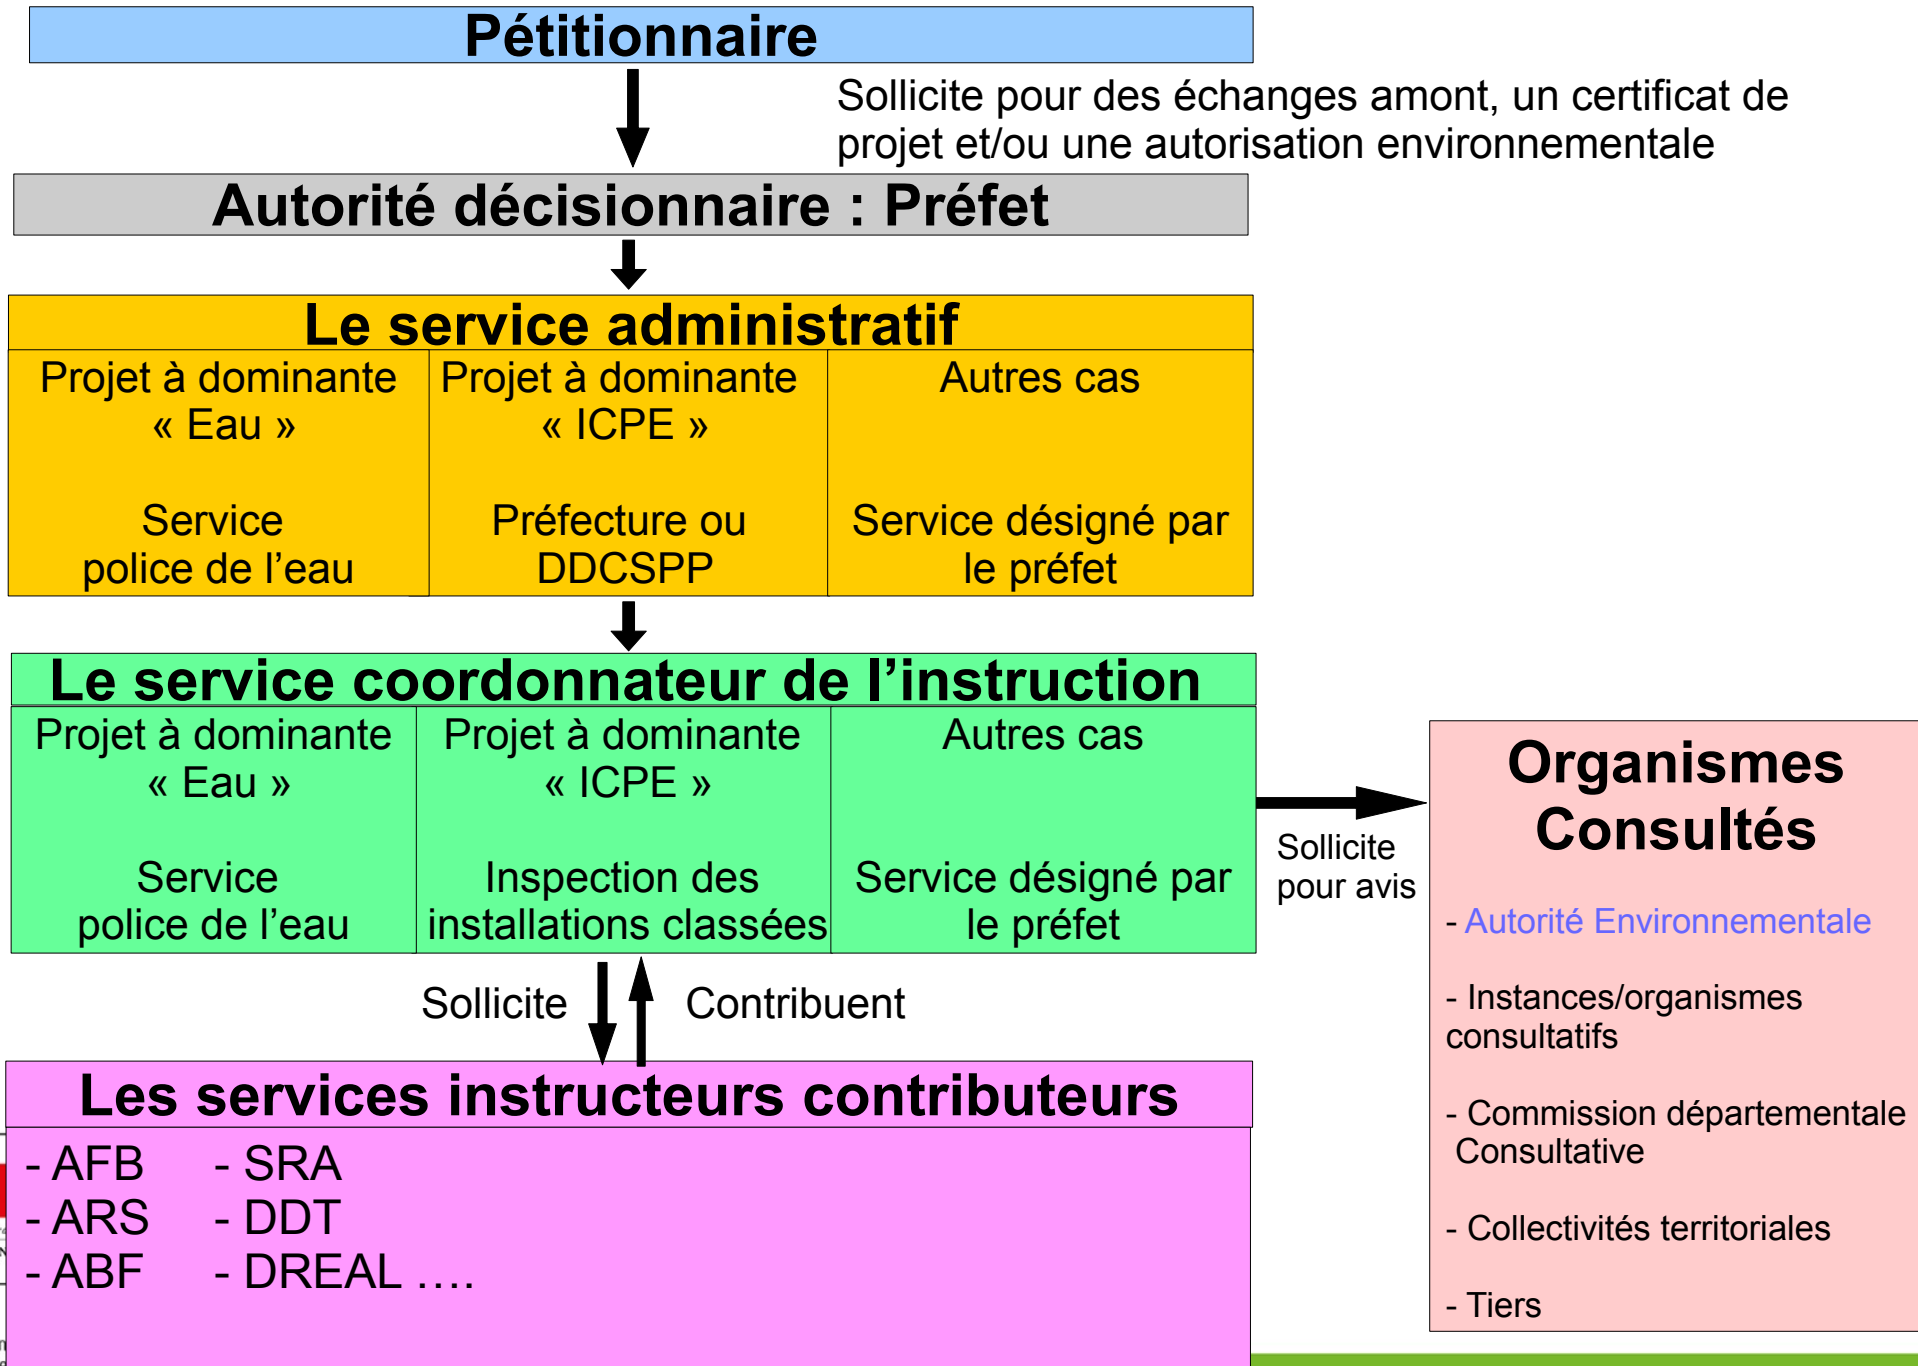 Pétitionnaire
Sollicite pour des échanges amont, un certificat de
projet et/ou une autorisation environnementale
Autorité décisionnaire : Préfet
Le service administratif
Projet à dominante
« Eau »
Service
police de l’eau
Projet à dominante
« ICPE »
Préfecture ou
DDCSPP
Autres cas
Service désigné par
le préfet
Le service coordonnateur de l’instruction
Projet à dominante
« Eau »
Service
police de l’eau
Projet à dominante
« ICPE »
Inspection des
installations classées
Autres cas
Service désigné par
le préfet
Sollicite
pour avis
Organismes
Consultés
- Autorité Environnementale
- Instances/organismes
consultatifs
- Commission départementale
Consultative
- Collectivités territoriales
- Tiers
Sollicite
Contribuent
Les services instructeurs contributeurs
- AFB - SRA
- ARS - DDT
- ABF - DREAL ....